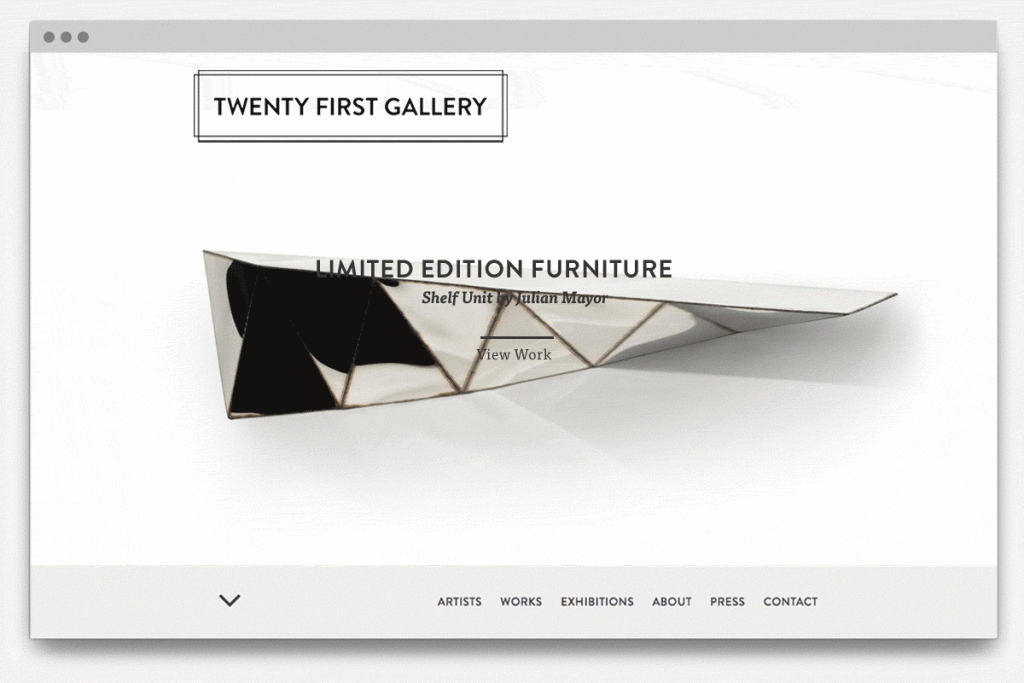 TWENTY FIRST GALLERY
LIMITED EDITION FURNITURE
Shelf Unit by Julian Mayor
View Work
ARTISTS WORKS EXHIBITIONS ABOUT PRESS CONTACT